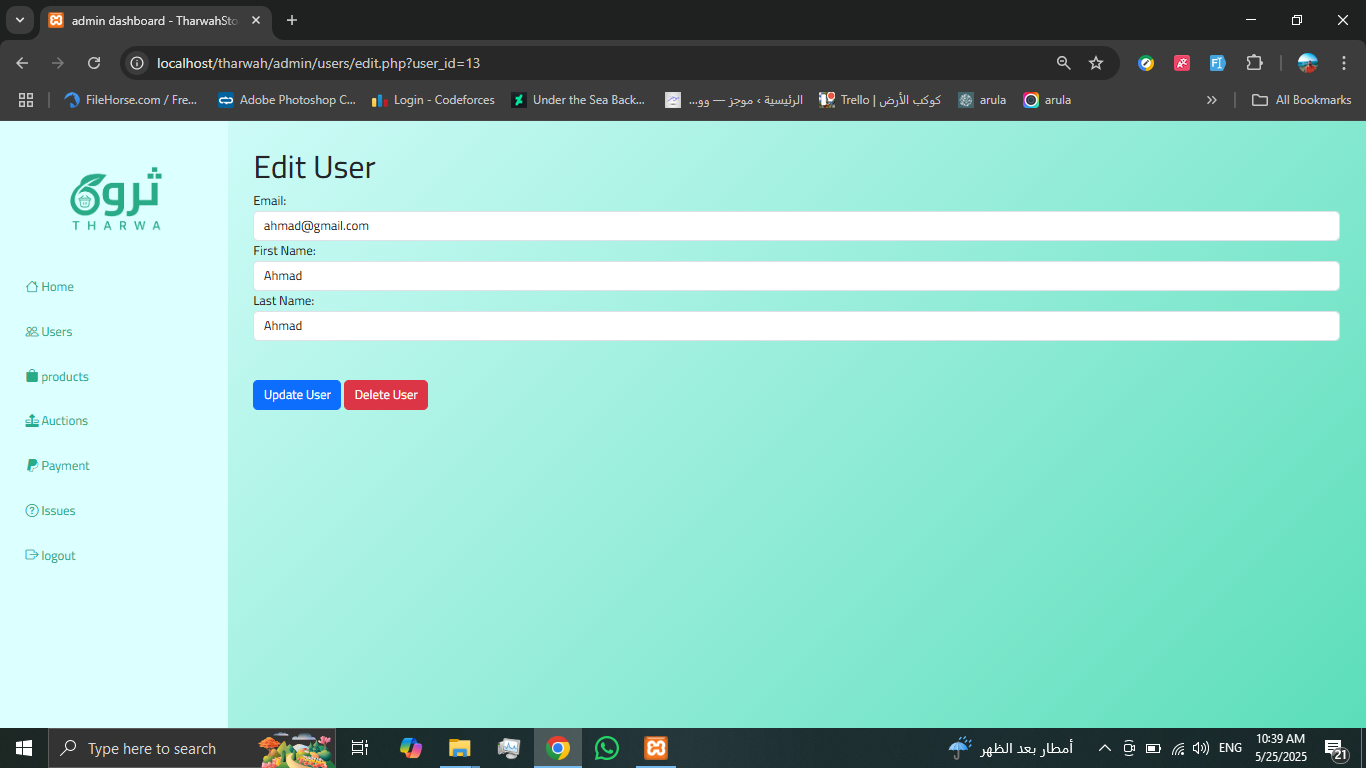 admin dashboard - TharwahSto
localhost/tharwah/admin/users/edit.php?user_id=13
FileHorse.com / Fre...
Adobe Photoshop C...
Login - Codeforces
Under the Sea Back...
الرئيسية › موجز — وو...
كوكب الأرض | Trello
arula
arula
All Bookmarks
ثروة
THARWA
Home
Users
products
Auctions
Payment
Issues
logout
Edit User
Email:
ahmad@gmail.com
First Name:
Ahmad
Last Name:
Ahmad
Update User
Delete User
Type here to search
أمطار بعد الظهر
ENG
10:39 AM
5/25/2025
21